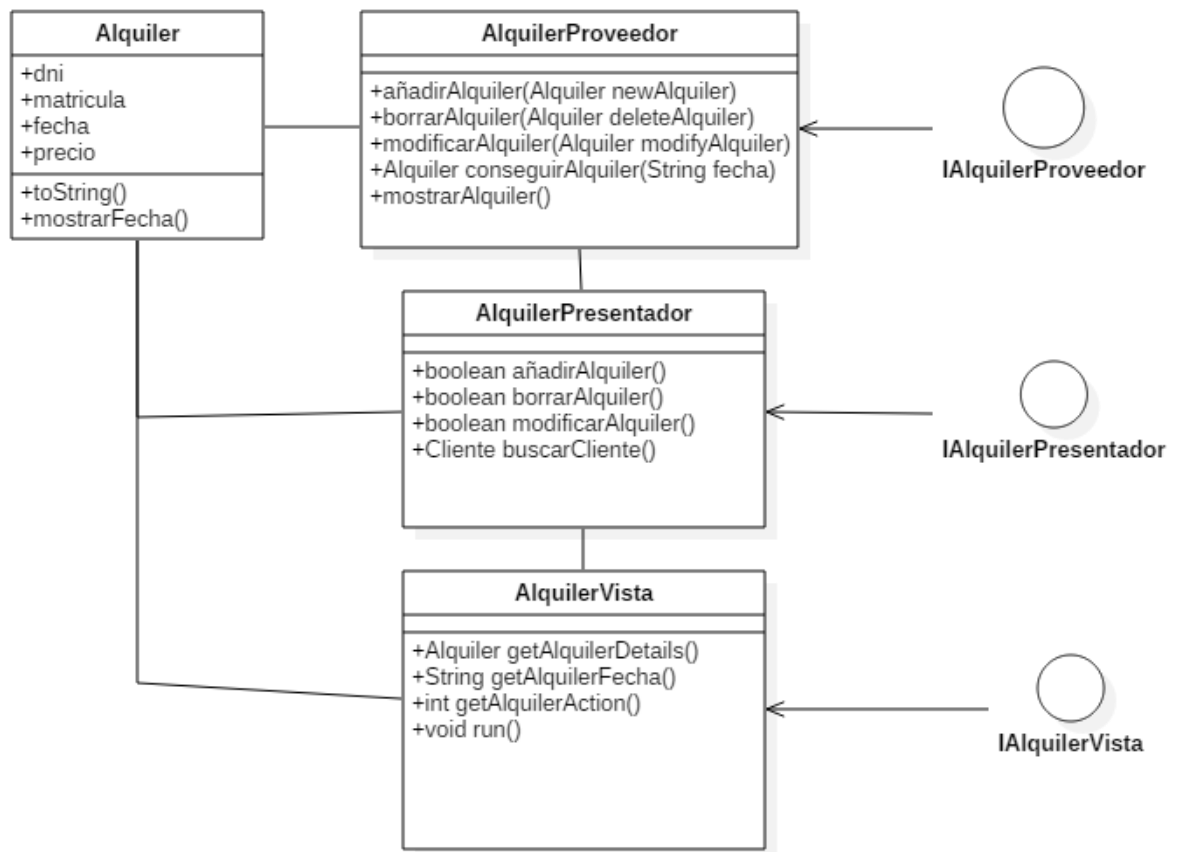 Alquiler
+dni
+matricula
+fecha
+precio
+toString()
+mostrarFecha()
AlquilerProveedor
+añadirAlquiler(Alquiler newAlquiler)
+borrarAlquiler(Alquiler deleteAlquiler)
+modificarAlquiler(Alquiler modifyAlquiler)
+Alquiler conseguirAlquiler(String fecha)
+mostrarAlquiler()
IAlquilerProveedor
AlquilerPresentador
+boolean añadirAlquiler()
+boolean borrarAlquiler()
+boolean modificarAlquiler()
+Cliente buscarCliente()
IAlquilerPresentador
AlquilerVista
+Alquiler getAlquilerDetails()
+String getAlquilerFecha()
+int getAlquilerAction()
+void run()
IAlquilerVista